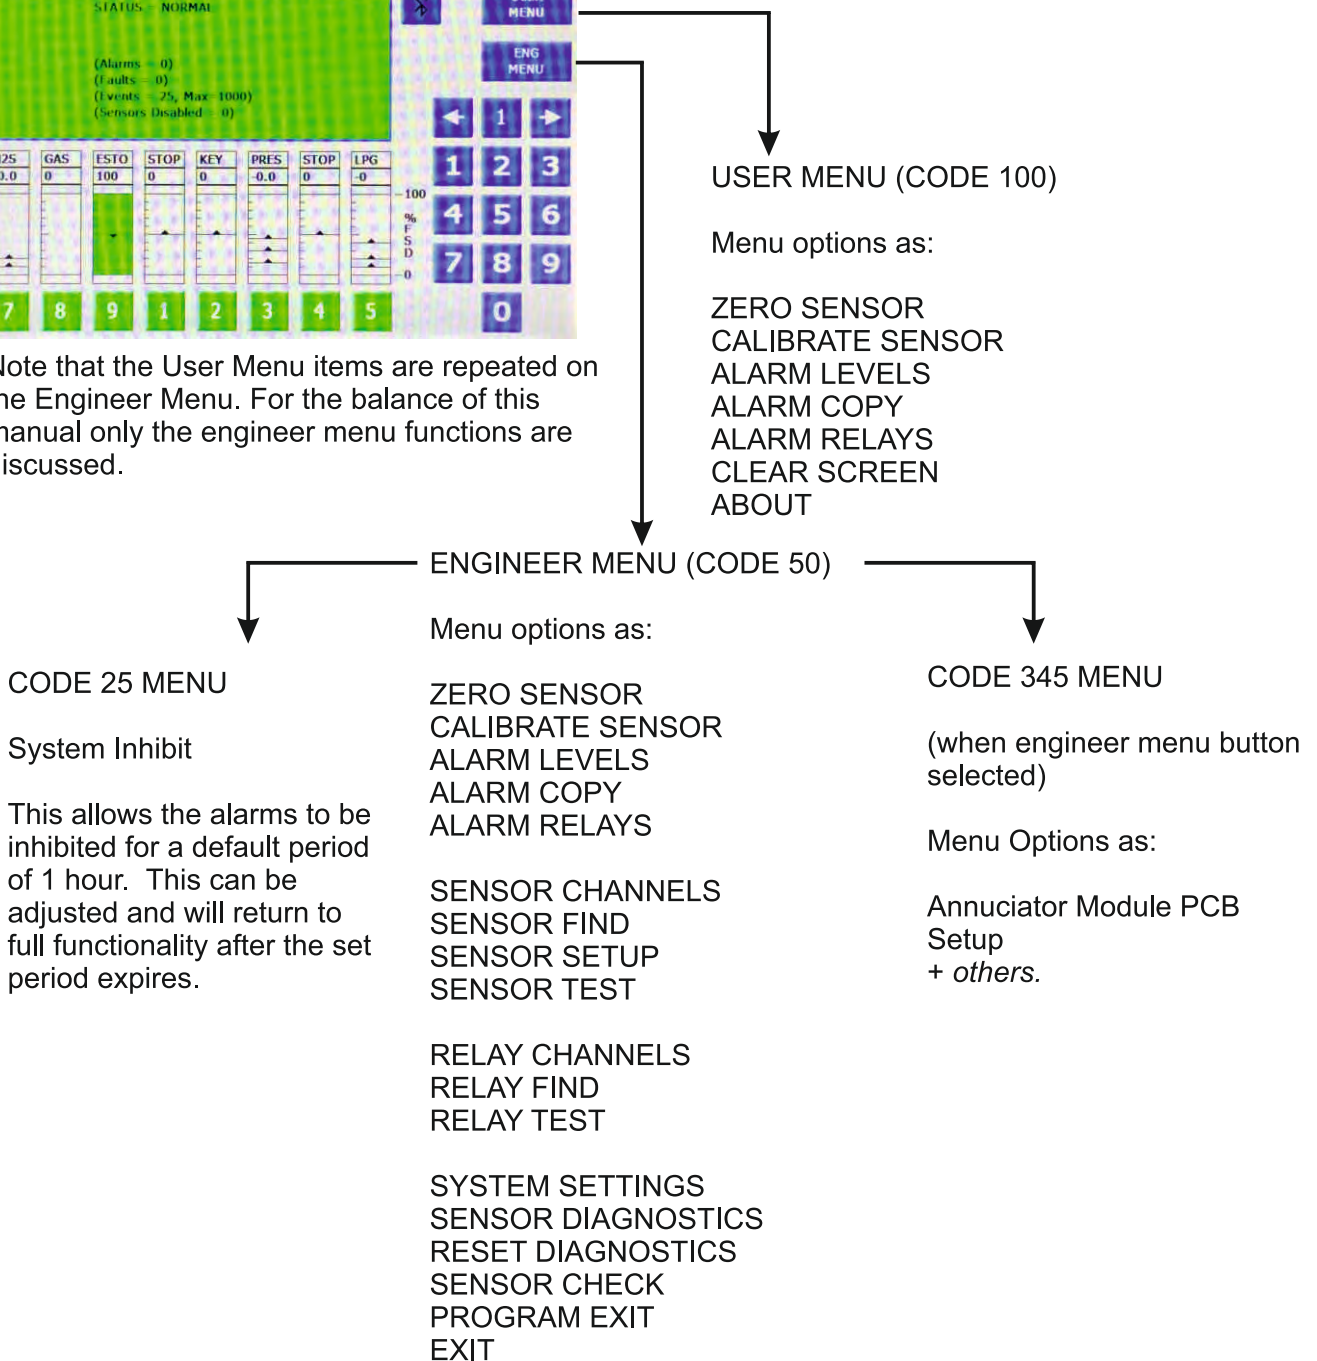 STATUS = NORMAL
MENU
ENG
MENU
(Alarms = 0)
(Faults = 0)
(Events = 25, Max=1000)
(Sensors Disabled = 0)
1
GAS ESTO STOP KEY PRES STOP LPG
0 100 0 0 -0.0 0 -0
100
% F S D
0
1 2 3
4 5 6
7 8 9
0
7 8 9 1 2 3 4 5
Note that the User Menu items are repeated on
the Engineer Menu. For the balance of this
manual only the engineer menu functions are
discussed.
USER MENU (CODE 100)
Menu options as:
ZERO SENSOR
CALIBRATE SENSOR
ALARM LEVELS
ALARM COPY
ALARM RELAYS
CLEAR SCREEN
ABOUT
ENGINEER MENU (CODE 50)
Menu options as:
ZERO SENSOR
CALIBRATE SENSOR
ALARM LEVELS
ALARM COPY
ALARM RELAYS
SENSOR CHANNELS
SENSOR FIND
SENSOR SETUP
SENSOR TEST
RELAY CHANNELS
RELAY FIND
RELAY TEST
SYSTEM SETTINGS
SENSOR DIAGNOSTICS
RESET DIAGNOSTICS
SENSOR CHECK
PROGRAM EXIT
EXIT
CODE 25 MENU
System Inhibit
This allows the alarms to be
inhibited for a default period
of 1 hour. This can be
adjusted and will return to
full functionality after the set
period expires.
CODE 345 MENU
(when engineer menu button
selected)
Menu Options as:
Annuciator Module PCB
Setup
+ others.